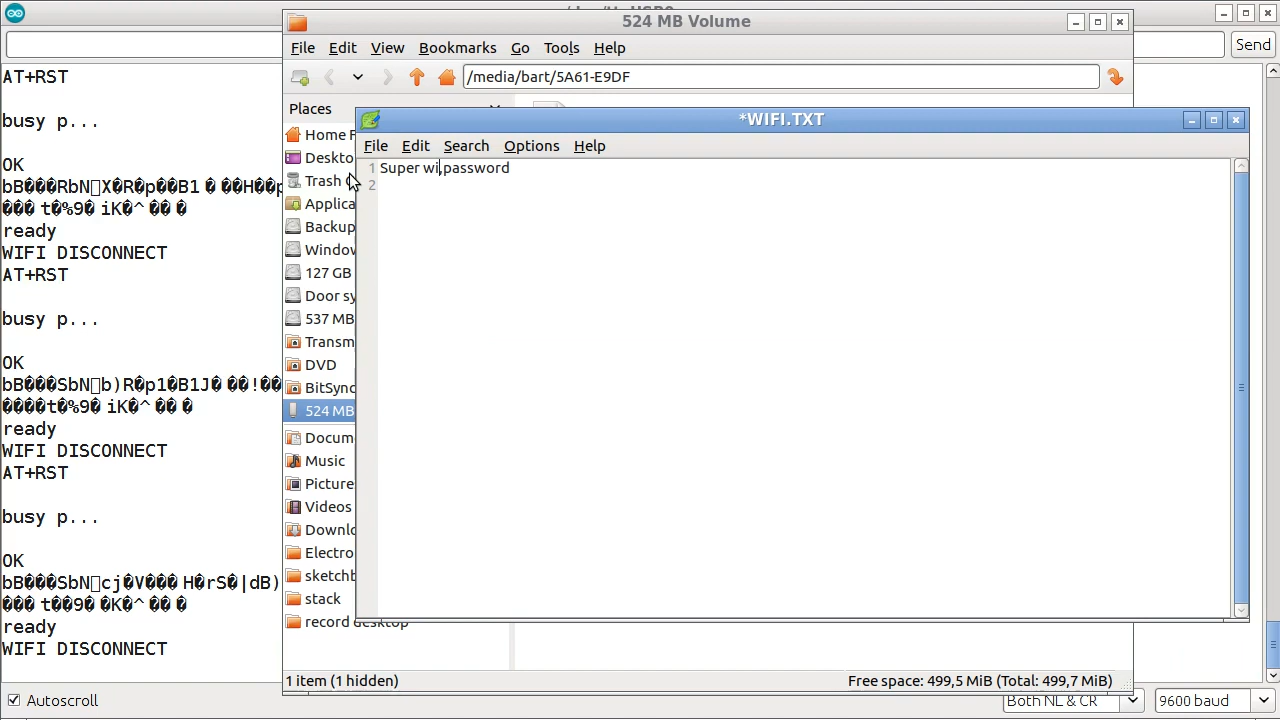 524 MB Volume
File Edit View Bookmarks Go Tools Help
/media/bart/5A61-E9DF
Send
Places
*WIFI.TXT
File Edit Search Options Help
1 Super wi,password
2
Home F
Deskto
Trash
Applica
Backup
Window
127 GB
Door sy
537 MB
Transm
DVD
BitSync
524 MB
Docum
Music
Picture
Videos
Downlo
Electro
sketchb
stack
record desktop
1 item (1 hidden)
Free space: 499,5 MiB (Total: 499,7 MiB)
AT+RST
busy p...
OK
ready
WIFI DISCONNECT
AT+RST
busy p...
OK
ready
WIFI DISCONNECT
AT+RST
busy p...
OK
ready
WIFI DISCONNECT
Autoscroll
Both NL & CR
9600 baud